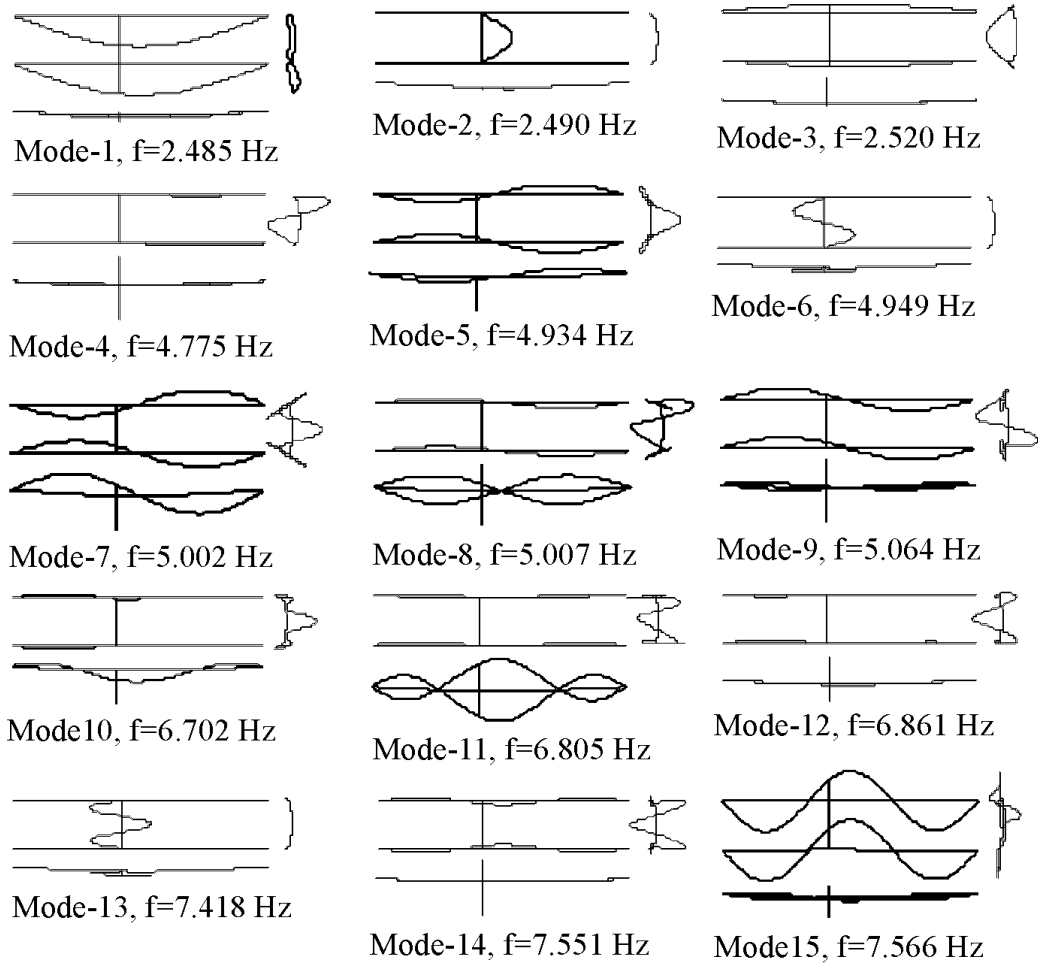 Mode-1, f=2.485 Hz
Mode-2, f=2.490 Hz
Mode-3, f=2.520 Hz
Mode-4, f=4.775 Hz
Mode-5, f=4.934 Hz
Mode-6, f=4.949 Hz
Mode-7, f=5.002 Hz
Mode-8, f=5.007 Hz
Mode-9, f=5.064 Hz
Mode10, f=6.702 Hz
Mode-11, f=6.805 Hz
Mode-12, f=6.861 Hz
Mode-13, f=7.418 Hz
Mode-14, f=7.551 Hz
Mode15, f=7.566 Hz